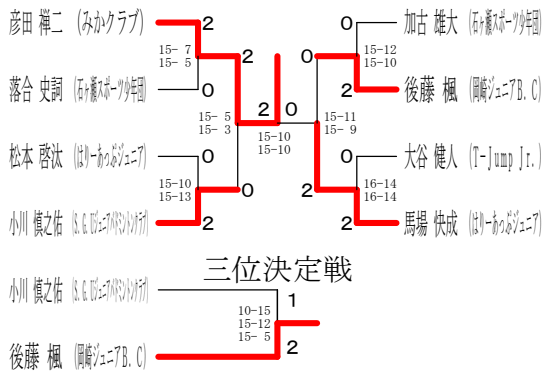 彦田 禅二 (みかクラブ) 2 0 加古 雄大 (石ヶ瀬スポーツ少年団)
15- 7 2 0 15-12
15- 5 15-10
落合 史詞 (石ヶ瀬スポーツ少年団) 0 2 後藤 楓 (岡崎ジュニアB.C)
15- 5 2 0 15-11
15- 3 15-10 15- 9
15-10
松本 啓汰 (はりーあっぷジュニア) 0 0 大谷 健人 (T-Jump Jr.)
15-10 0 2 16-14
15-13 16-14
小川 慎之佑 (S.G.Uジュニアバドミントンクラブ) 2 2 馬場 快成 (はりーあっぷジュニア)
三位決定戦
小川 慎之佑 (S.G.Uジュニアバドミントンクラブ) 1
10-15
15-12
15- 5
後藤 楓 (岡崎ジュニアB.C) 2